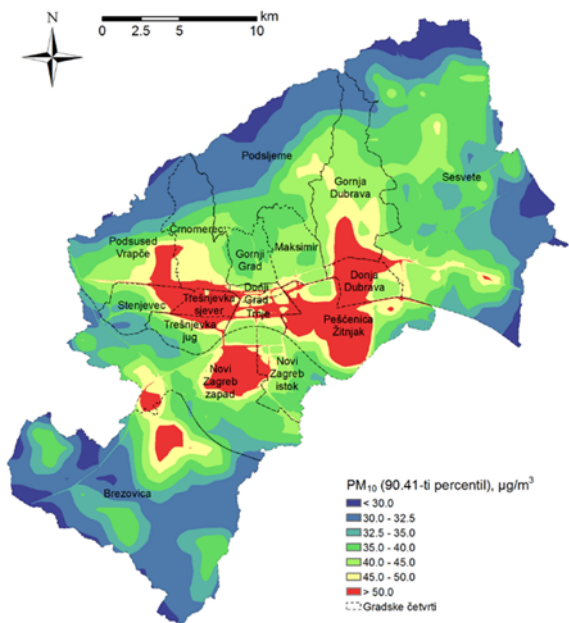 N
km
0 2.5 5 10
Podsljeme
Gornja
Dubrava
Sesvete
Črnomerec
Maksimir
Podsused
Vrapče
Gornji
Grad
Donji
Grad
Donja
Dubrava
Stenjevec
Trešnjevka
sjever
Trnje
Peščenica
Žitnjak
Trešnjevka
jug
Novi
Zagreb
zapad
Novi
Zagreb
istok
Brezovica
PM10 (90.41-ti percentil), µg/m³
< 30.0
30.0 - 32.5
32.5 - 35.0
35.0 - 40.0
40.0 - 45.0
45.0 - 50.0
> 50.0
Gradske četvrti